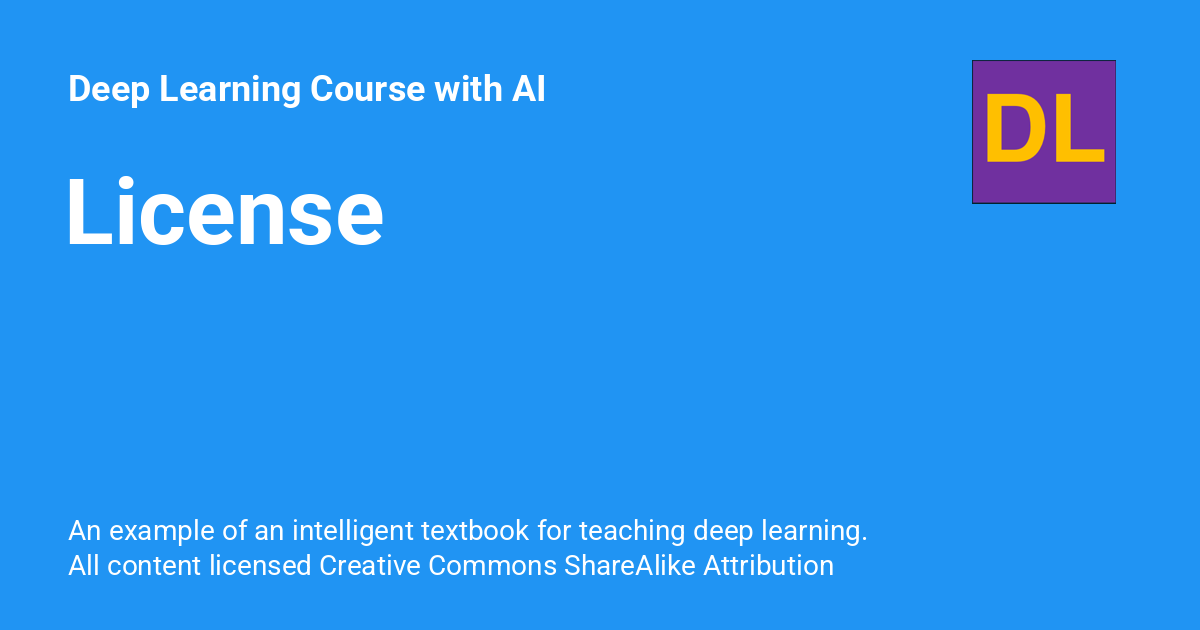 Deep Learning Course with AI
DL
License
An example of an intelligent textbook for teaching deep learning.
All content licensed Creative Commons ShareAlike Attribution